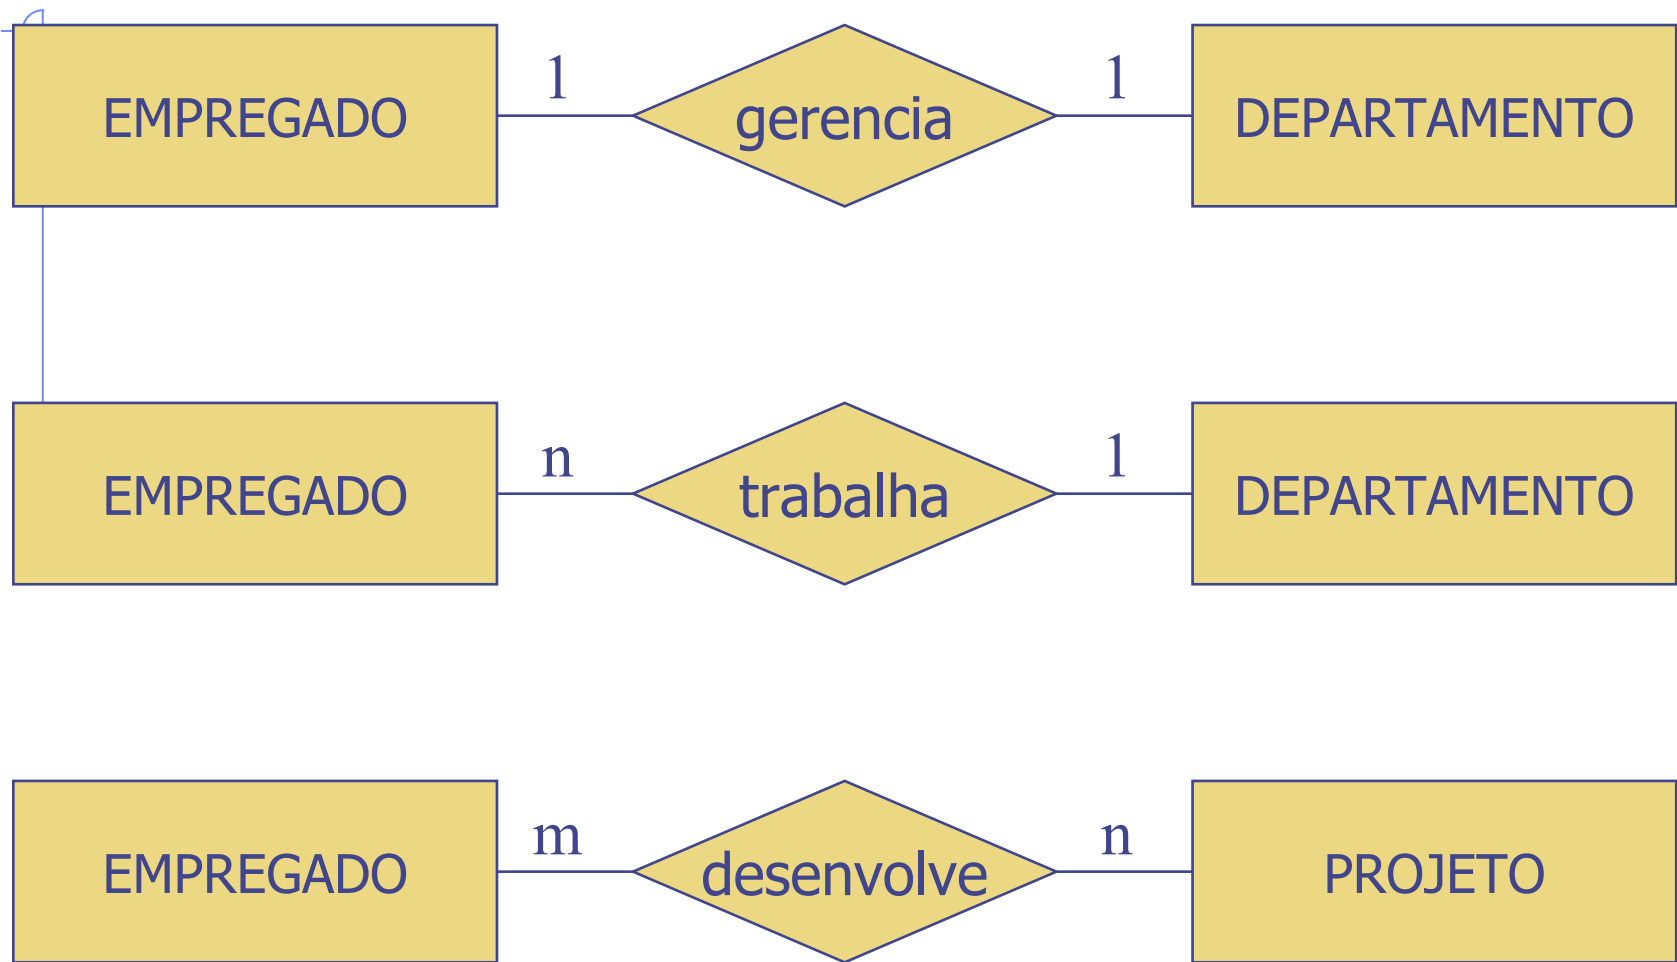 EMPREGADO 1 gerencia 1 DEPARTAMENTO
EMPREGADO n trabalha 1 DEPARTAMENTO
EMPREGADO m desenvolve n PROJETO